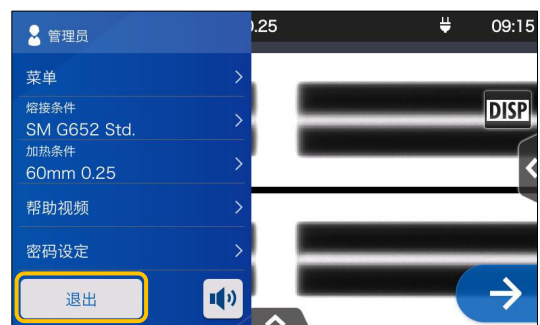 管理员
.25
09:15
菜单
熔接条件
SM G652 Std.
DISP
加热条件
60mm 0.25
帮助视频
密码设定
退出